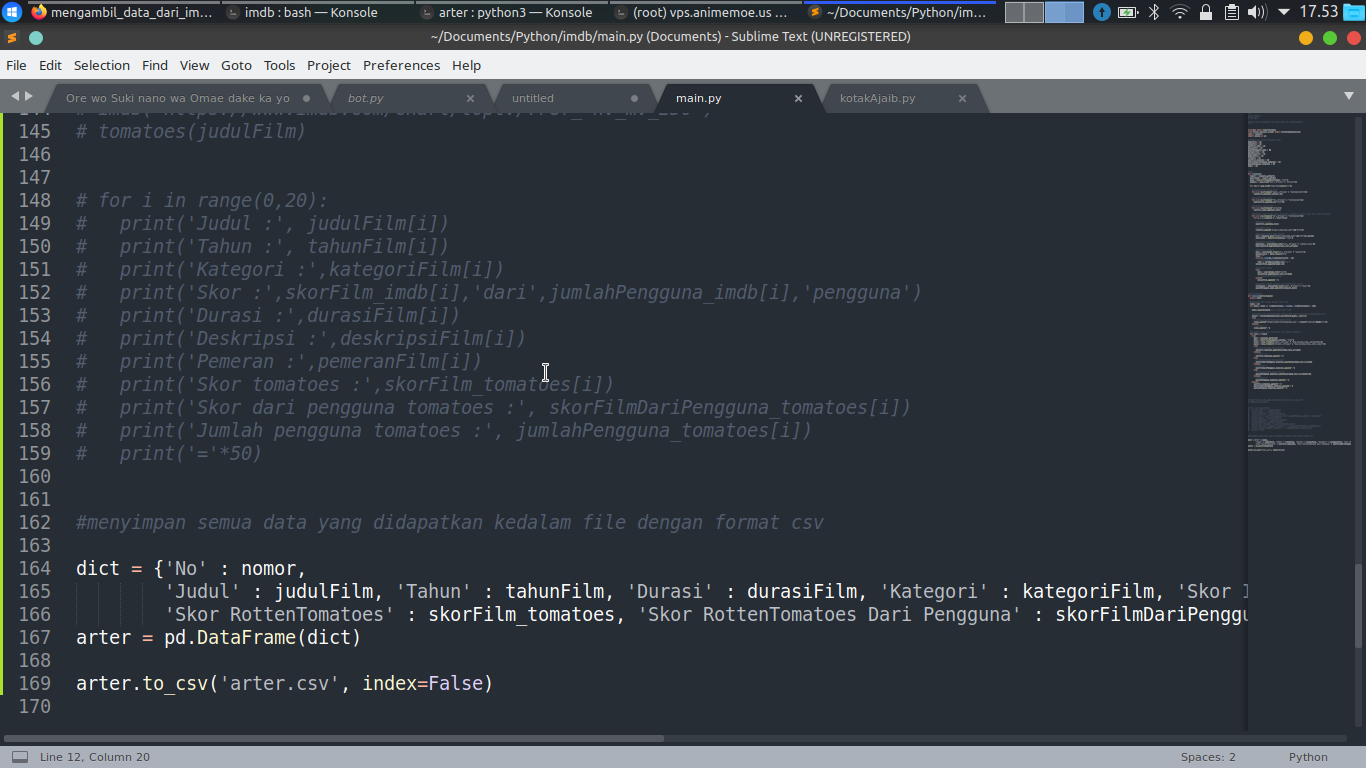 mengambil_data_dari_im...
imdb : bash — Konsole
arter : python3 — Konsole
(root) vps.animemoe.us ...
~/Documents/Python/im...
17.53
~/Documents/Python/imdb/main.py (Documents) - Sublime Text (UNREGISTERED)
File Edit Selection Find View Goto Tools Project Preferences Help
Ore wo Suki nano wa Omae dake ka yo
bot.py
untitled
main.py
kotakAjaib.py
145 # tomatoes(judulFilm)
146
147
148 # for i in range(0,20):
149 #   print('Judul :', judulFilm[i])
150 #   print('Tahun :', tahunFilm[i])
151 #   print('Kategori :',kategoriFilm[i])
152 #   print('Skor :',skorFilm_imdb[i],'dari',jumlahPengguna_imdb[i],'pengguna')
153 #   print('Durasi :',durasiFilm[i])
154 #   print('Deskripsi :',deskripsiFilm[i])
155 #   print('Pemeran :',pemeranFilm[i])
156 #   print('Skor tomatoes :',skorFilm_tomatoes[i])
157 #   print('Skor dari pengguna tomatoes :', skorFilmDariPengguna_tomatoes[i])
158 #   print('Jumlah pengguna tomatoes :', jumlahPengguna_tomatoes[i])
159 #   print('='*50)
160
161
162 #menyimpan semua data yang didapatkan kedalam file dengan format csv
163
164 dict = {'No' : nomor,
165         'Judul' : judulFilm, 'Tahun' : tahunFilm, 'Durasi' : durasiFilm, 'Kategori' : kategoriFilm, 'Skor
166         'Skor RottenTomatoes' : skorFilm_tomatoes, 'Skor RottenTomatoes Dari Pengguna' : skorFilmDariPenggu
167 arter = pd.DataFrame(dict)
168
169 arter.to_csv('arter.csv', index=False)
170
Line 12, Column 20
Spaces: 2
Python